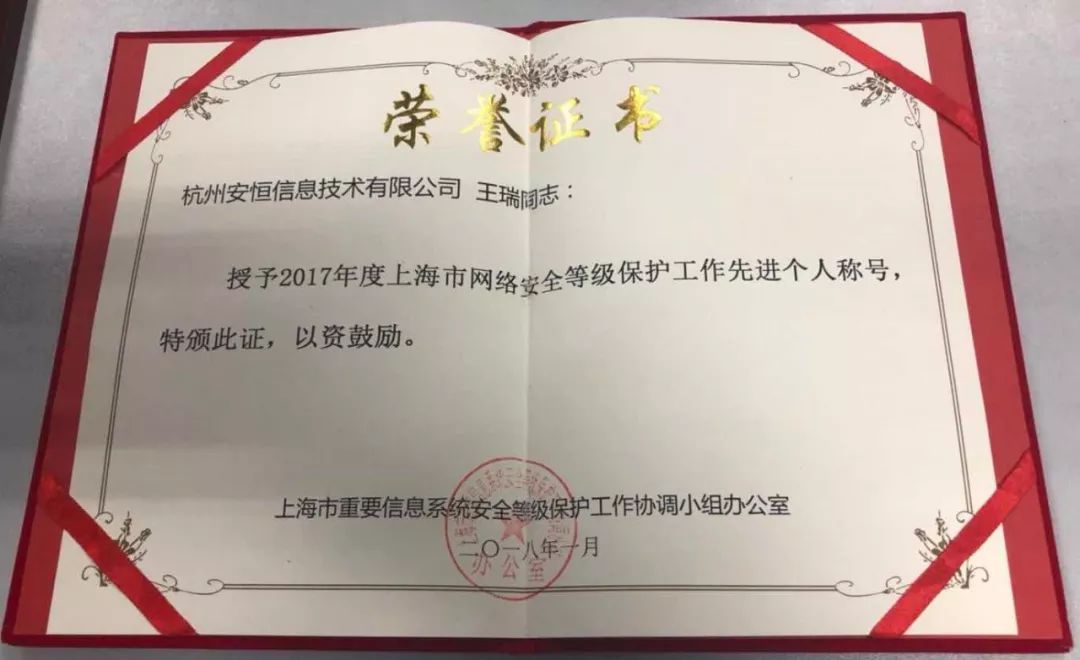 荣誉证书
杭州安恒信息技术有限公司 王瑞同志：
授予2017年度上海市网络安全等级保护工作先进个人称号，
特颁此证，以资鼓励。
上海市重要信息系统安全等级保护工作协调小组办公室
二〇一八年一月
办公室